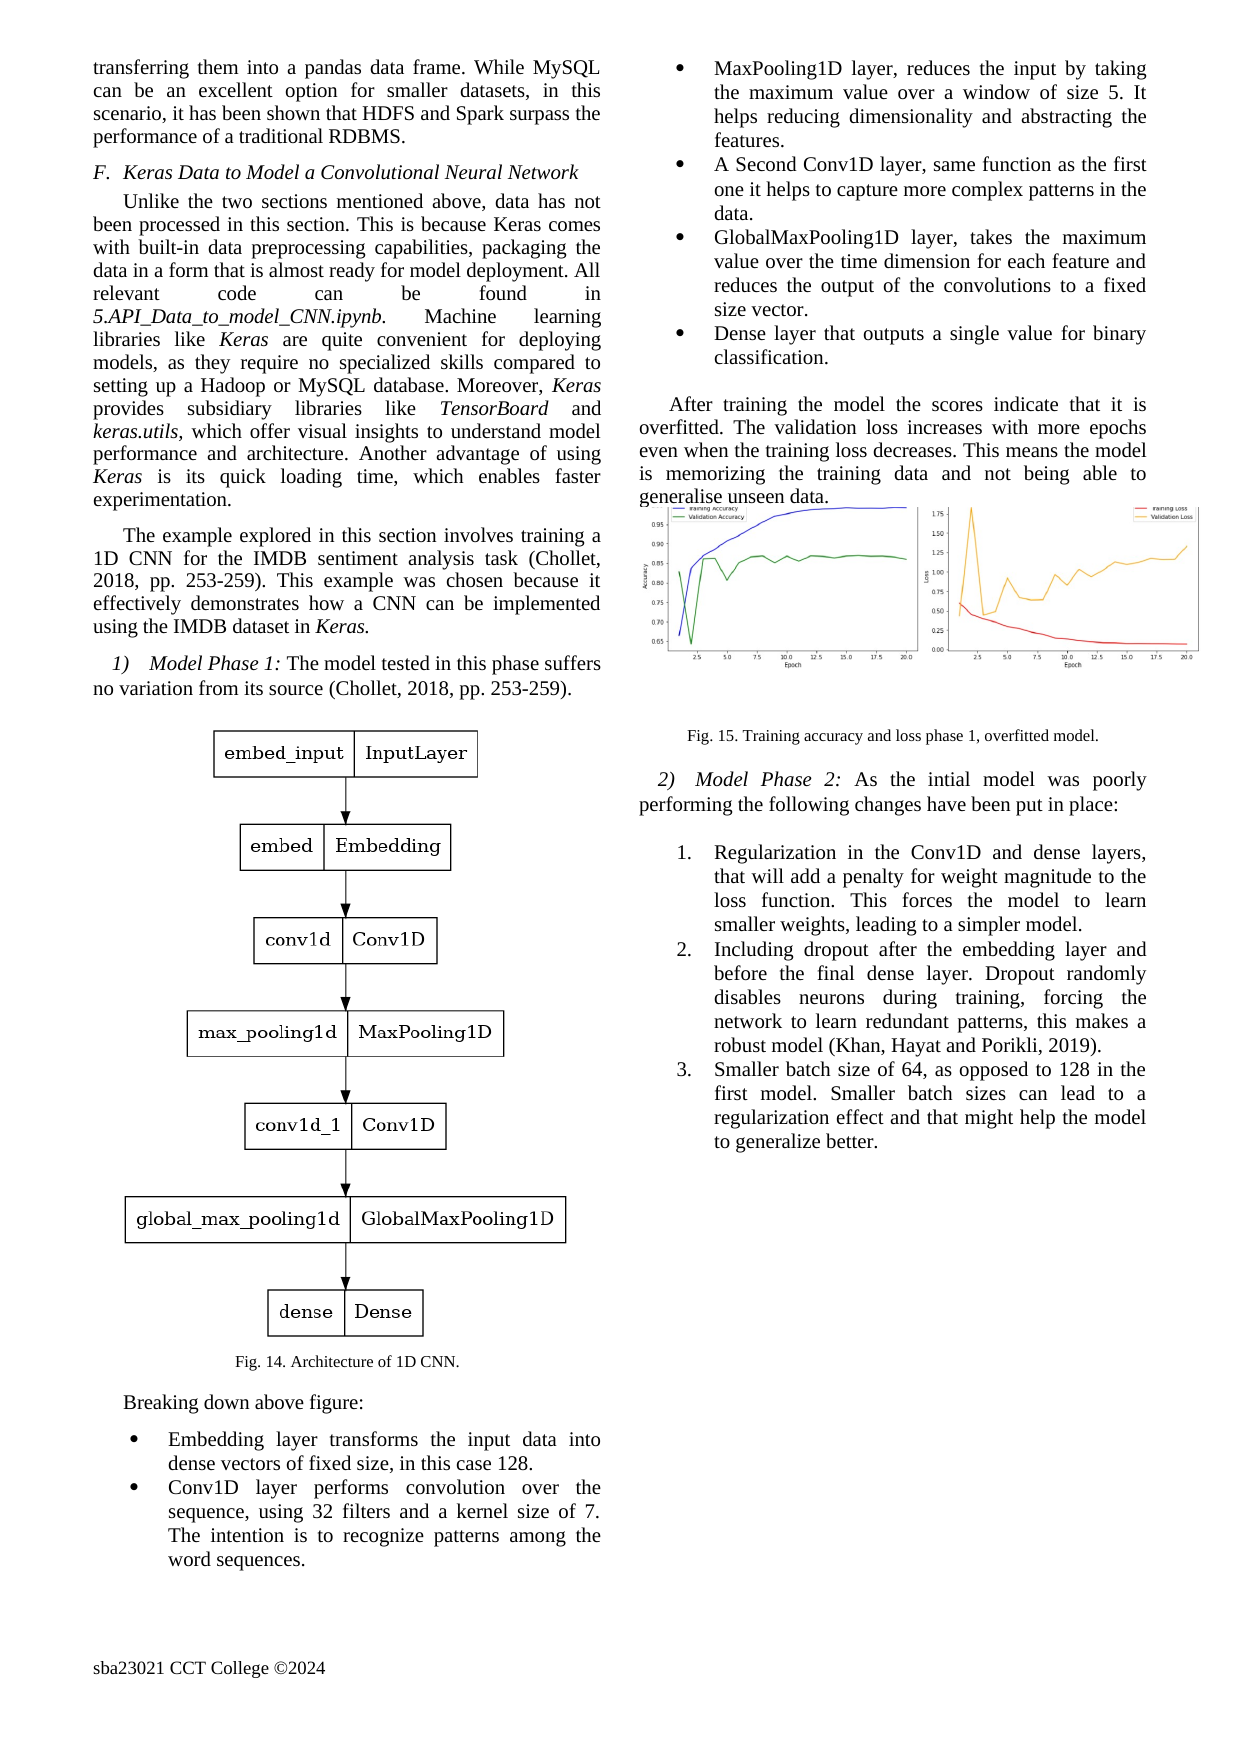 transferring them into a pandas data frame. While MySQL
can be an excellent option for smaller datasets, in this
scenario, it has been shown that HDFS and Spark surpass the
performance of a traditional RDBMS.
F. Keras Data to Model a Convolutional Neural Network
Unlike the two sections mentioned above, data has not
been processed in this section. This is because Keras comes
with built-in data preprocessing capabilities, packaging the
data in a form that is almost ready for model deployment. All
relevant code can be found in
5.API_Data_to_model_CNN.ipynb. Machine learning
libraries like Keras are quite convenient for deploying
models, as they require no specialized skills compared to
setting up a Hadoop or MySQL database. Moreover, Keras
provides subsidiary libraries like TensorBoard and
keras.utils, which offer visual insights to understand model
performance and architecture. Another advantage of using
Keras is its quick loading time, which enables faster
experimentation.
The example explored in this section involves training a
1D CNN for the IMDB sentiment analysis task (Chollet,
2018, pp. 253-259). This example was chosen because it
effectively demonstrates how a CNN can be implemented
using the IMDB dataset in Keras.
1) Model Phase 1: The model tested in this phase suffers
no variation from its source (Chollet, 2018, pp. 253-259).
embed_input InputLayer
embed Embedding
conv1d Conv1D
max_pooling1d MaxPooling1D
conv1d_1 Conv1D
global_max_pooling1d GlobalMaxPooling1D
dense Dense
Fig. 14. Architecture of 1D CNN.
Breaking down above figure:
• Embedding layer transforms the input data into
dense vectors of fixed size, in this case 128.
• Conv1D layer performs convolution over the
sequence, using 32 filters and a kernel size of 7.
The intention is to recognize patterns among the
word sequences.
• MaxPooling1D layer, reduces the input by taking
the maximum value over a window of size 5. It
helps reducing dimensionality and abstracting the
features.
• A Second Conv1D layer, same function as the first
one it helps to capture more complex patterns in the
data.
• GlobalMaxPooling1D layer, takes the maximum
value over the time dimension for each feature and
reduces the output of the convolutions to a fixed
size vector.
• Dense layer that outputs a single value for binary
classification.
After training the model the scores indicate that it is
overfitted. The validation loss increases with more epochs
even when the training loss decreases. This means the model
is memorizing the training data and not being able to
generalise unseen data.
Training Accuracy
Validation Accuracy
0.95
0.90
0.85
0.80
0.75
0.70
0.65
Accuracy
2.5 5.0 7.5 10.0 12.5 15.0 17.5 20.0
Epoch
Training Loss
Validation Loss
1.75
1.50
1.25
1.00
0.75
0.50
0.25
0.00
Loss
2.5 5.0 7.5 10.0 12.5 15.0 17.5 20.0
Epoch
Fig. 15. Training accuracy and loss phase 1, overfitted model.
2) Model Phase 2: As the intial model was poorly
performing the following changes have been put in place:
1. Regularization in the Conv1D and dense layers,
that will add a penalty for weight magnitude to the
loss function. This forces the model to learn
smaller weights, leading to a simpler model.
2. Including dropout after the embedding layer and
before the final dense layer. Dropout randomly
disables neurons during training, forcing the
network to learn redundant patterns, this makes a
robust model (Khan, Hayat and Porikli, 2019).
3. Smaller batch size of 64, as opposed to 128 in the
first model. Smaller batch sizes can lead to a
regularization effect and that might help the model
to generalize better.
sba23021 CCT College ©2024